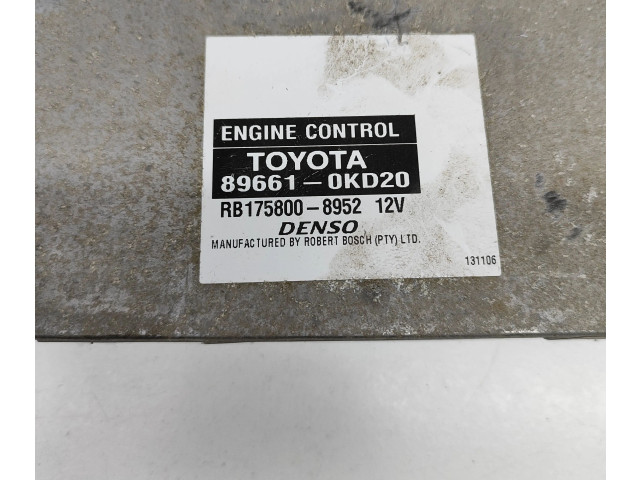 ENGINE CONTROL
TOYOTA
89661-0KD20
RB175800-8952 12V
DENSO
MANUFACTURED BY ROBERT BOSCH (PTY) LTD.
131106